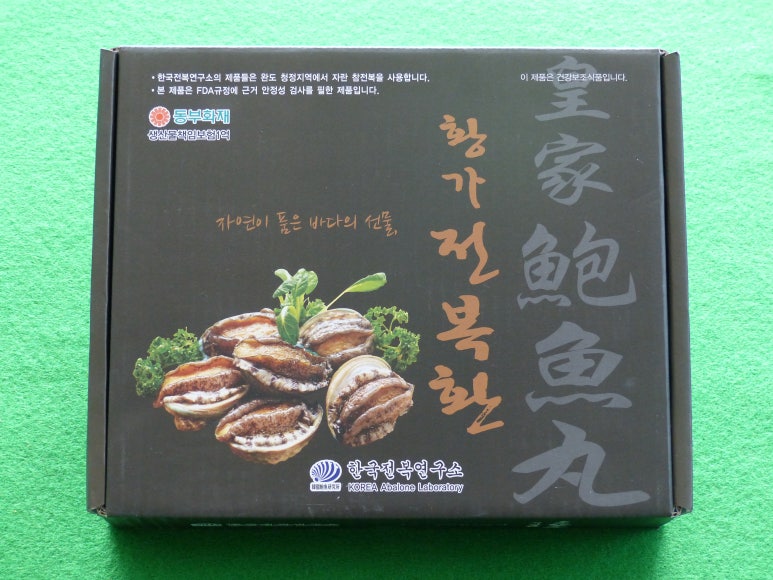 • 한국전복연구소의 제품들은 완도 청정지역에서 자란 참전복을 사용합니다.
• 본 제품은 FDA규정에 근거 안정성 검사를 필한 제품입니다.
이 제품은 건강보조식품입니다.
동부화재
생산물책임보험1억
皇家鮑魚丸
황가전복환
자연이 품은 바다의 선물,
한국전복연구소
KOREA Abalone Laboratory